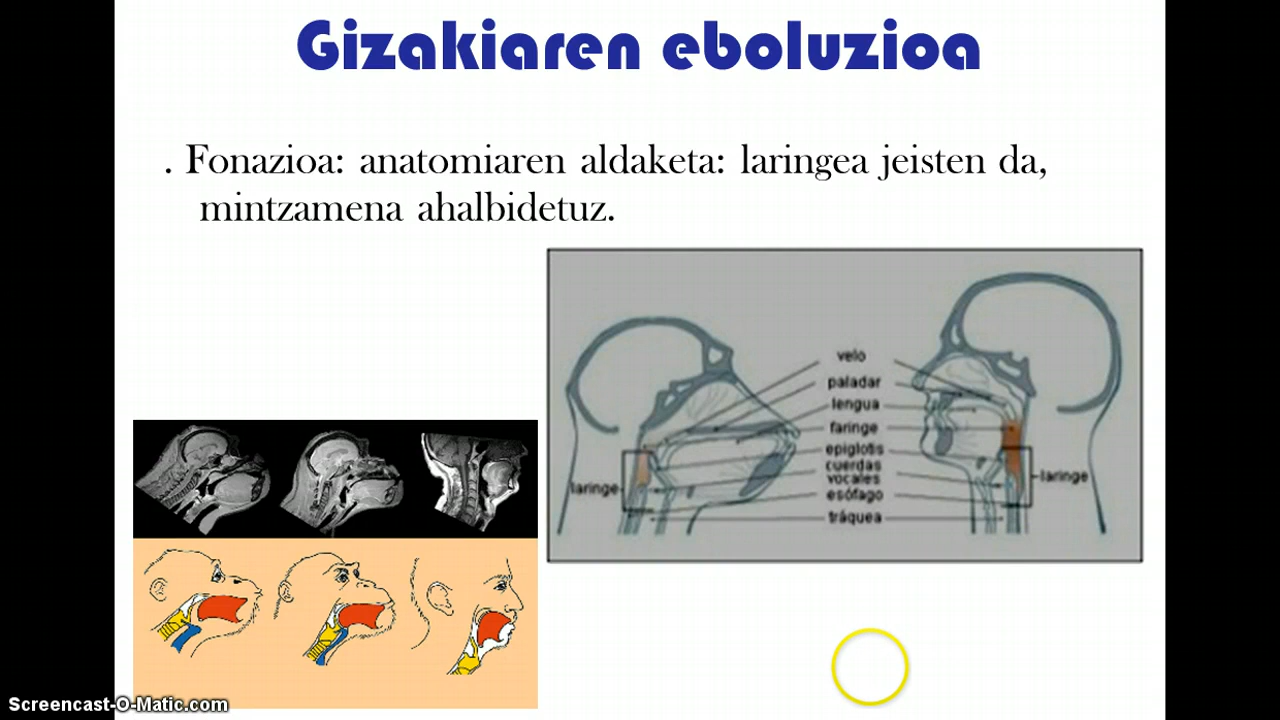 Gizakiaren eboluzioa
. Fonazioa: anatomiaren aldaketa: laringea jeisten da,
mintzamena ahalbidetuz.
velo
paladar
lengua
faringe
epiglotis
cuerdas
vocales
esófago
tráquea
laringe
laringe
Screencast-O-Matic.com